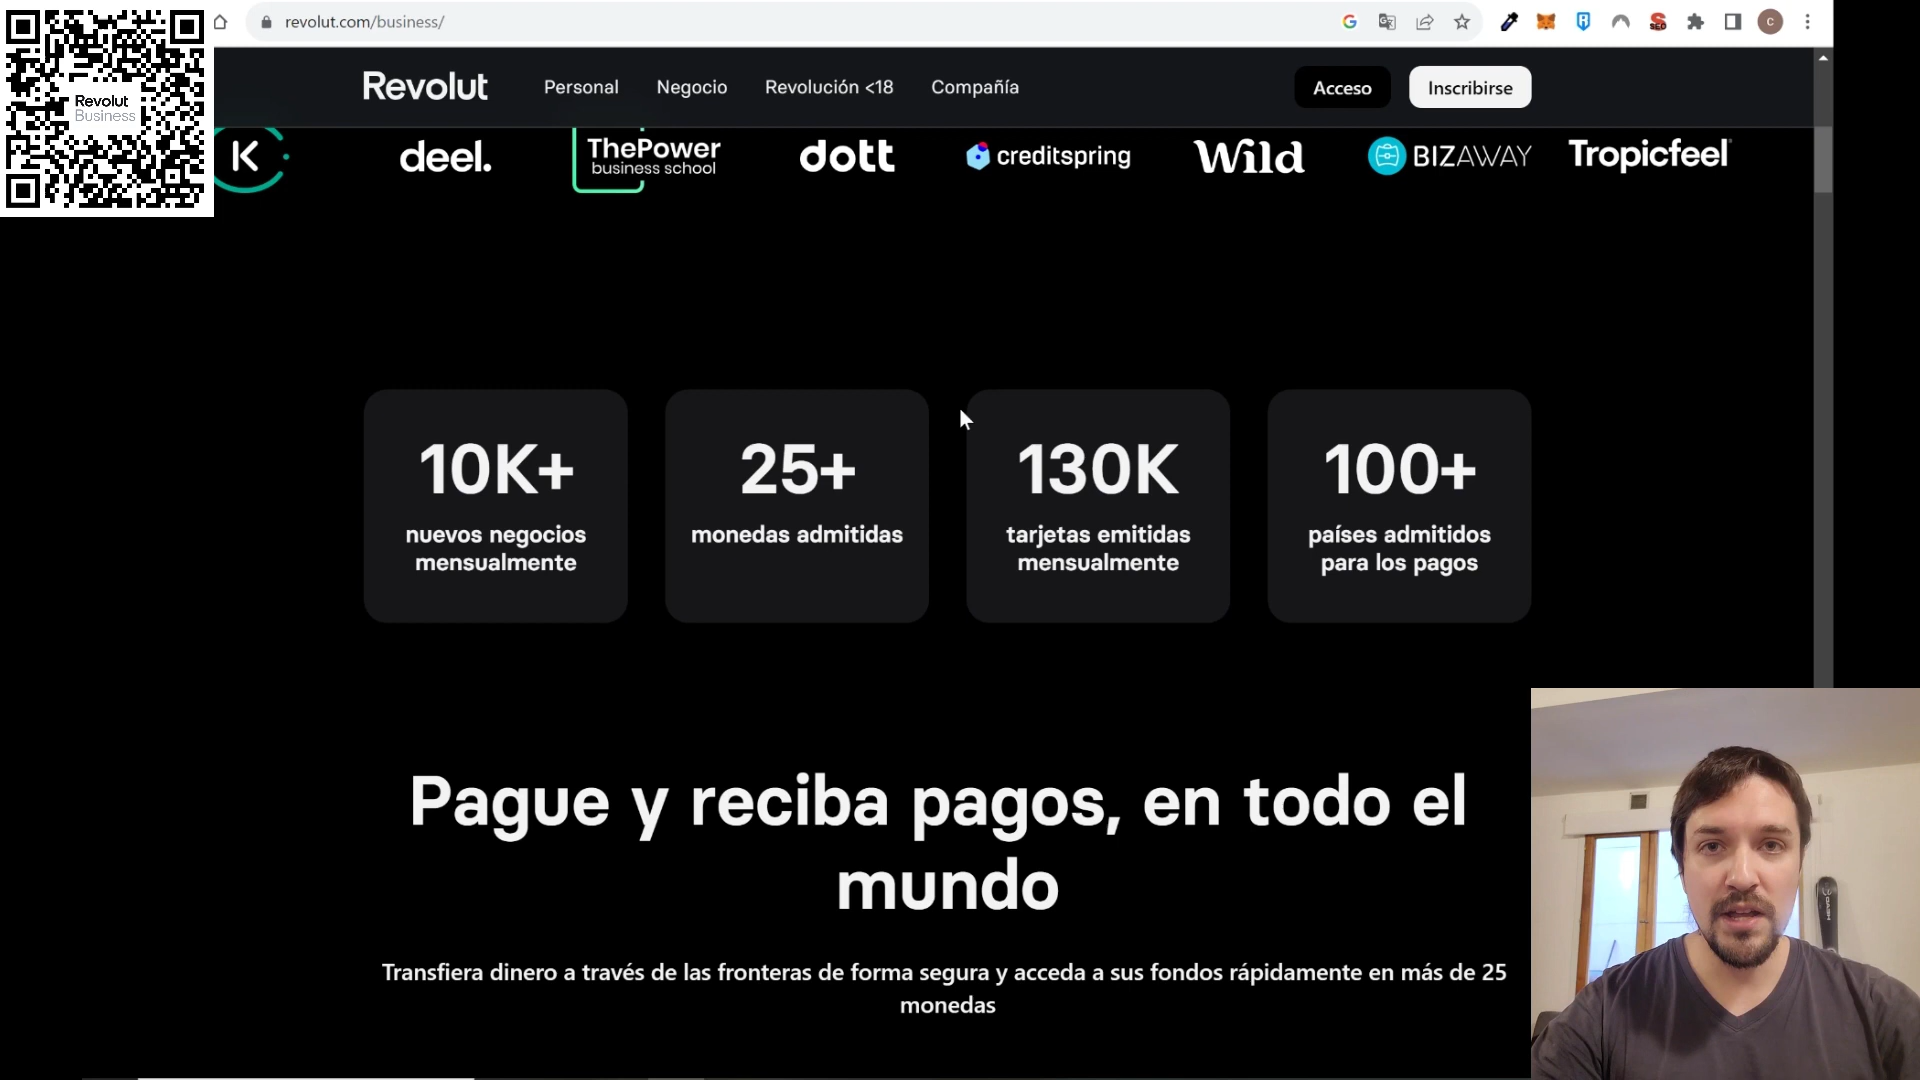 revolut.com/business/
Revolut
Business
Revolut
Personal
Negocio
Revolución <18
Compañía
Acceso
Inscribirse
K
deel.
ThePower
business school
dott
creditspring
Wild
BIZAWAY
Tropicfeel
10K+
nuevos negocios
mensualmente
25+
monedas admitidas
130K
tarjetas emitidas
mensualmente
100+
países admitidos
para los pagos
Pague y reciba pagos, en todo el
mundo
Transfiera dinero a través de las fronteras de forma segura y acceda a sus fondos rápidamente en más de 25
monedas